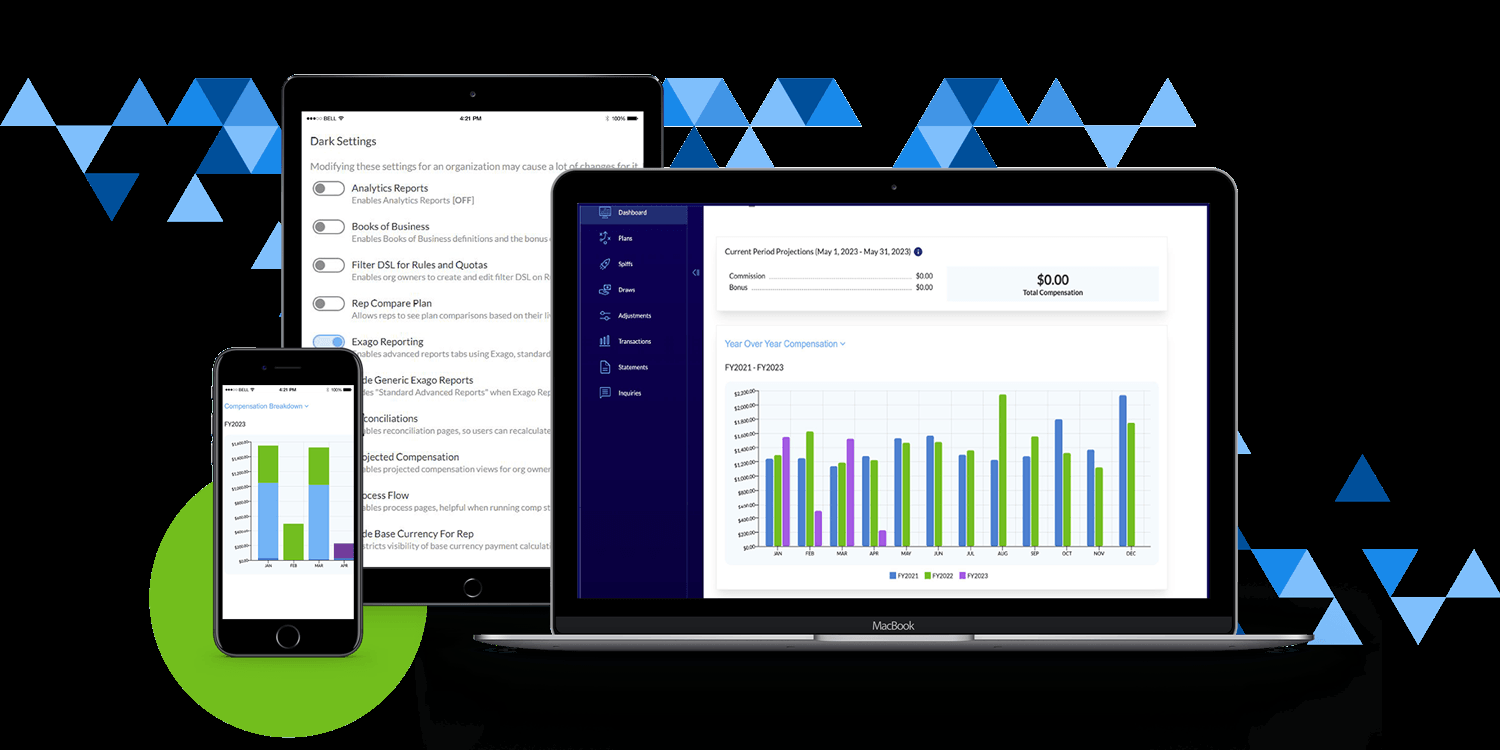 ●●●○○ BELL 4:21 PM 100%
Dark Settings
Modifying these settings for an organization may cause a lot of changes for it
Analytics Reports
Enables Analytics Reports [OFF]
Books of Business
Enables Books of Business definitions and the bonus
Filter DSL for Rules and Quotas
Enables org owners to create and edit filter DSL on R
Rep Compare Plan
Allows reps to see plan comparisons based on their li
Exago Reporting
nables advanced reports tabs using Exago, standard
de Generic Exago Reports
les "Standard Advanced Reports" when Exago Rep
conciliations
bles reconciliation pages, so users can recalculate
ojected Compensation
ables projected compensation views for org owner
ocess Flow
ables process pages, helpful when running comp st
de Base Currency For Rep
stricts visibility of base currency payment calculat
●●●○○ BELL 4:21 PM 100%
Compensation Breakdown
FY2023
$1,600.00
$1,400.00
$1,200.00
$1,000.00
$800.00
$600.00
$400.00
$200.00
$0.00
JAN FEB MAR APR
Dashboard
Plans
Spiffs
Draws
Adjustments
Transactions
Statements
Inquiries
Current Period Projections (May 1, 2023 - May 31, 2023)
Commission $0.00
Bonus $0.00
$0.00
Total Compensation
Year Over Year Compensation
FY2021 - FY2023
$2,200.00
$2,000.00
$1,800.00
$1,600.00
$1,400.00
$1,200.00
$1,000.00
$800.00
$600.00
$400.00
$200.00
$0.00
JAN FEB MAR APR MAY JUN JUL AUG SEP OCT NOV DEC
FY2021 FY2022 FY2023
MacBook